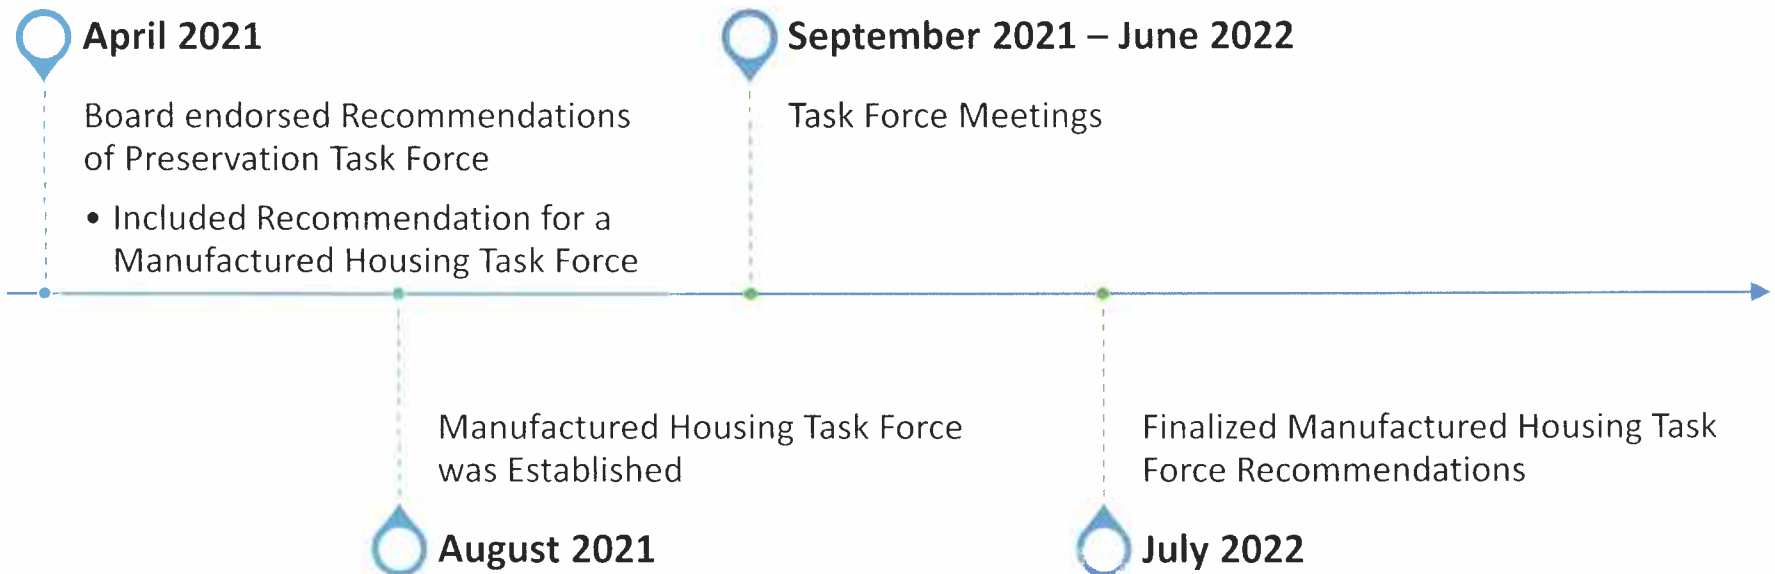 April 2021
Board endorsed Recommendations
of Preservation Task Force
• Included Recommendation for a
Manufactured Housing Task Force
September 2021 – June 2022
Task Force Meetings
Manufactured Housing Task Force
was Established
August 2021
Finalized Manufactured Housing Task
Force Recommendations
July 2022